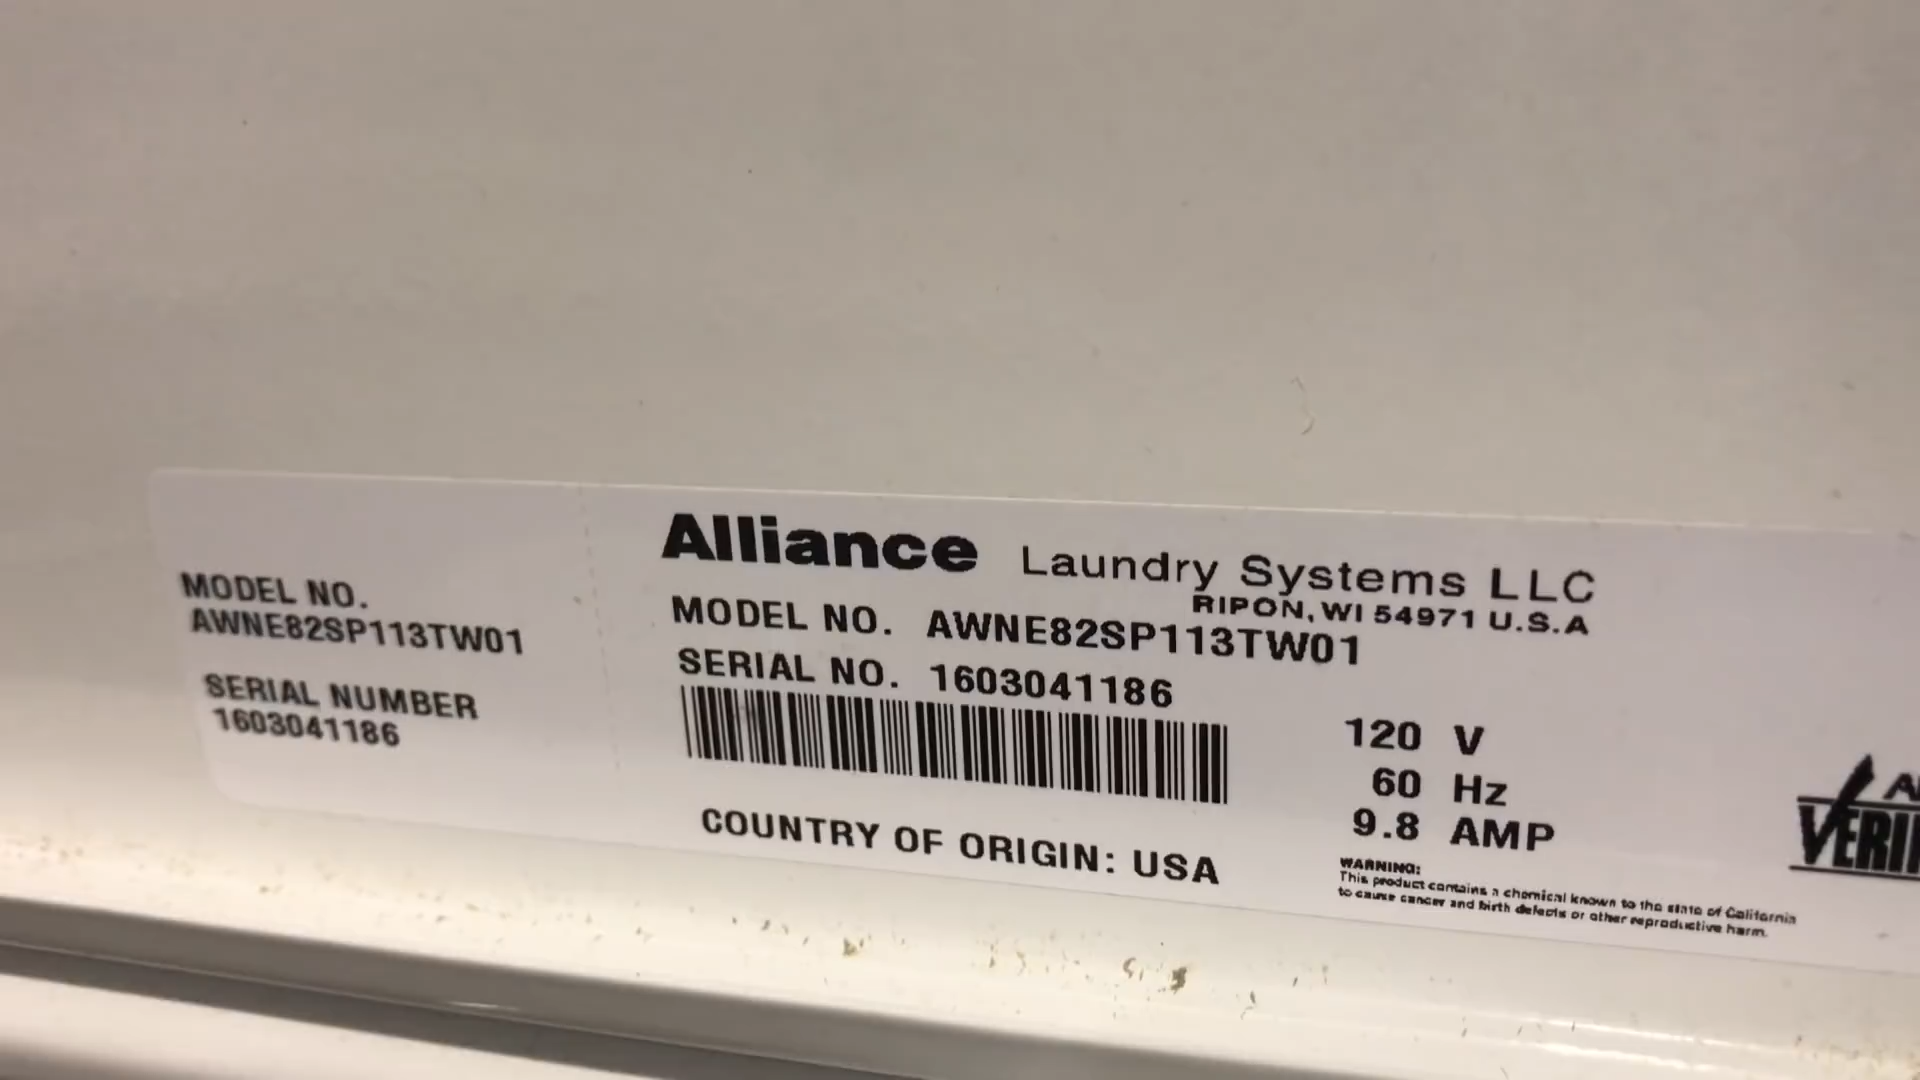 MODEL NO.
AWNE82SP113TW01
SERIAL NUMBER
1603041186
Alliance Laundry Systems LLC
RIPON, WI 54971 U.S.A
MODEL NO. AWNE82SP113TW01
SERIAL NO. 1603041186
COUNTRY OF ORIGIN: USA
120 V
60 Hz
9.8 AMP
WARNING:
This product contains a chemical known to the state of California
to cause cancer and birth defects or other reproductive harm.